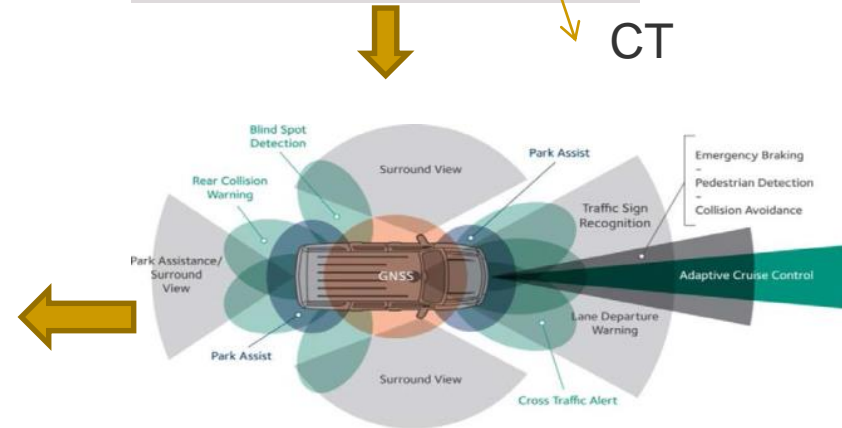 CT
Blind Spot
Detection
Surround View
Park Assist
Emergency Braking
–
Pedestrian Detection
–
Collision Avoidance
Rear Collision
Warning
Traffic Sign
Recognition
Park Assistance/
Surround
View
GNSS
Adaptive Cruise Control
Lane Departure
Warning
Park Assist
Surround View
Cross Traffic Alert